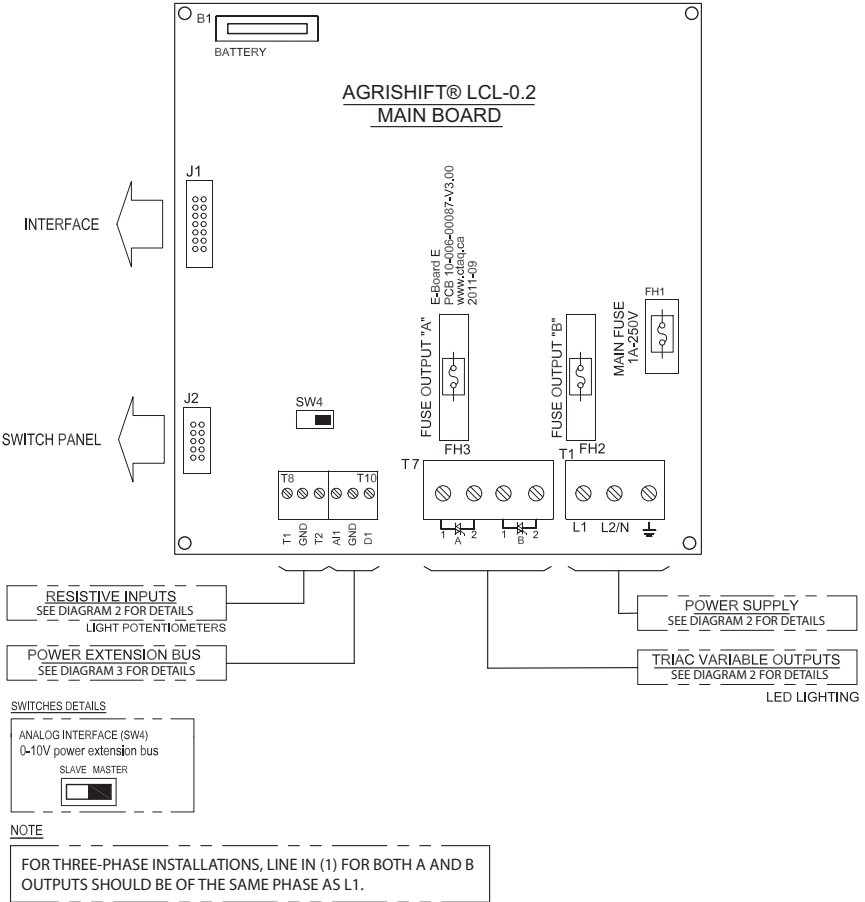 B1
BATTERY
AGRISHIFT® LCL-0.2
MAIN BOARD
J1
INTERFACE
E-Board E
PCB 10-006-00087-V3.00
www.ctaq.ca
2011-09
FH1
MAIN FUSE
1A-250V
FUSE OUTPUT "A"
FUSE OUTPUT "B"
J2
SWITCH PANEL
SW4
FH3
FH2
T8
T10
T7
T1
T1
GND
T2
AI1
GND
D1
1 A 2
1 B 2
L1 L2/N
RESISTIVE INPUTS
SEE DIAGRAM 2 FOR DETAILS
LIGHT POTENTIOMETERS
POWER EXTENSION BUS
SEE DIAGRAM 3 FOR DETAILS
POWER SUPPLY
SEE DIAGRAM 2 FOR DETAILS
TRIAC VARIABLE OUTPUTS
SEE DIAGRAM 2 FOR DETAILS
LED LIGHTING
SWITCHES DETAILS
ANALOG INTERFACE (SW4)
0-10V power extension bus
SLAVE MASTER
NOTE
FOR THREE-PHASE INSTALLATIONS, LINE IN (1) FOR BOTH A AND B
OUTPUTS SHOULD BE OF THE SAME PHASE AS L1.